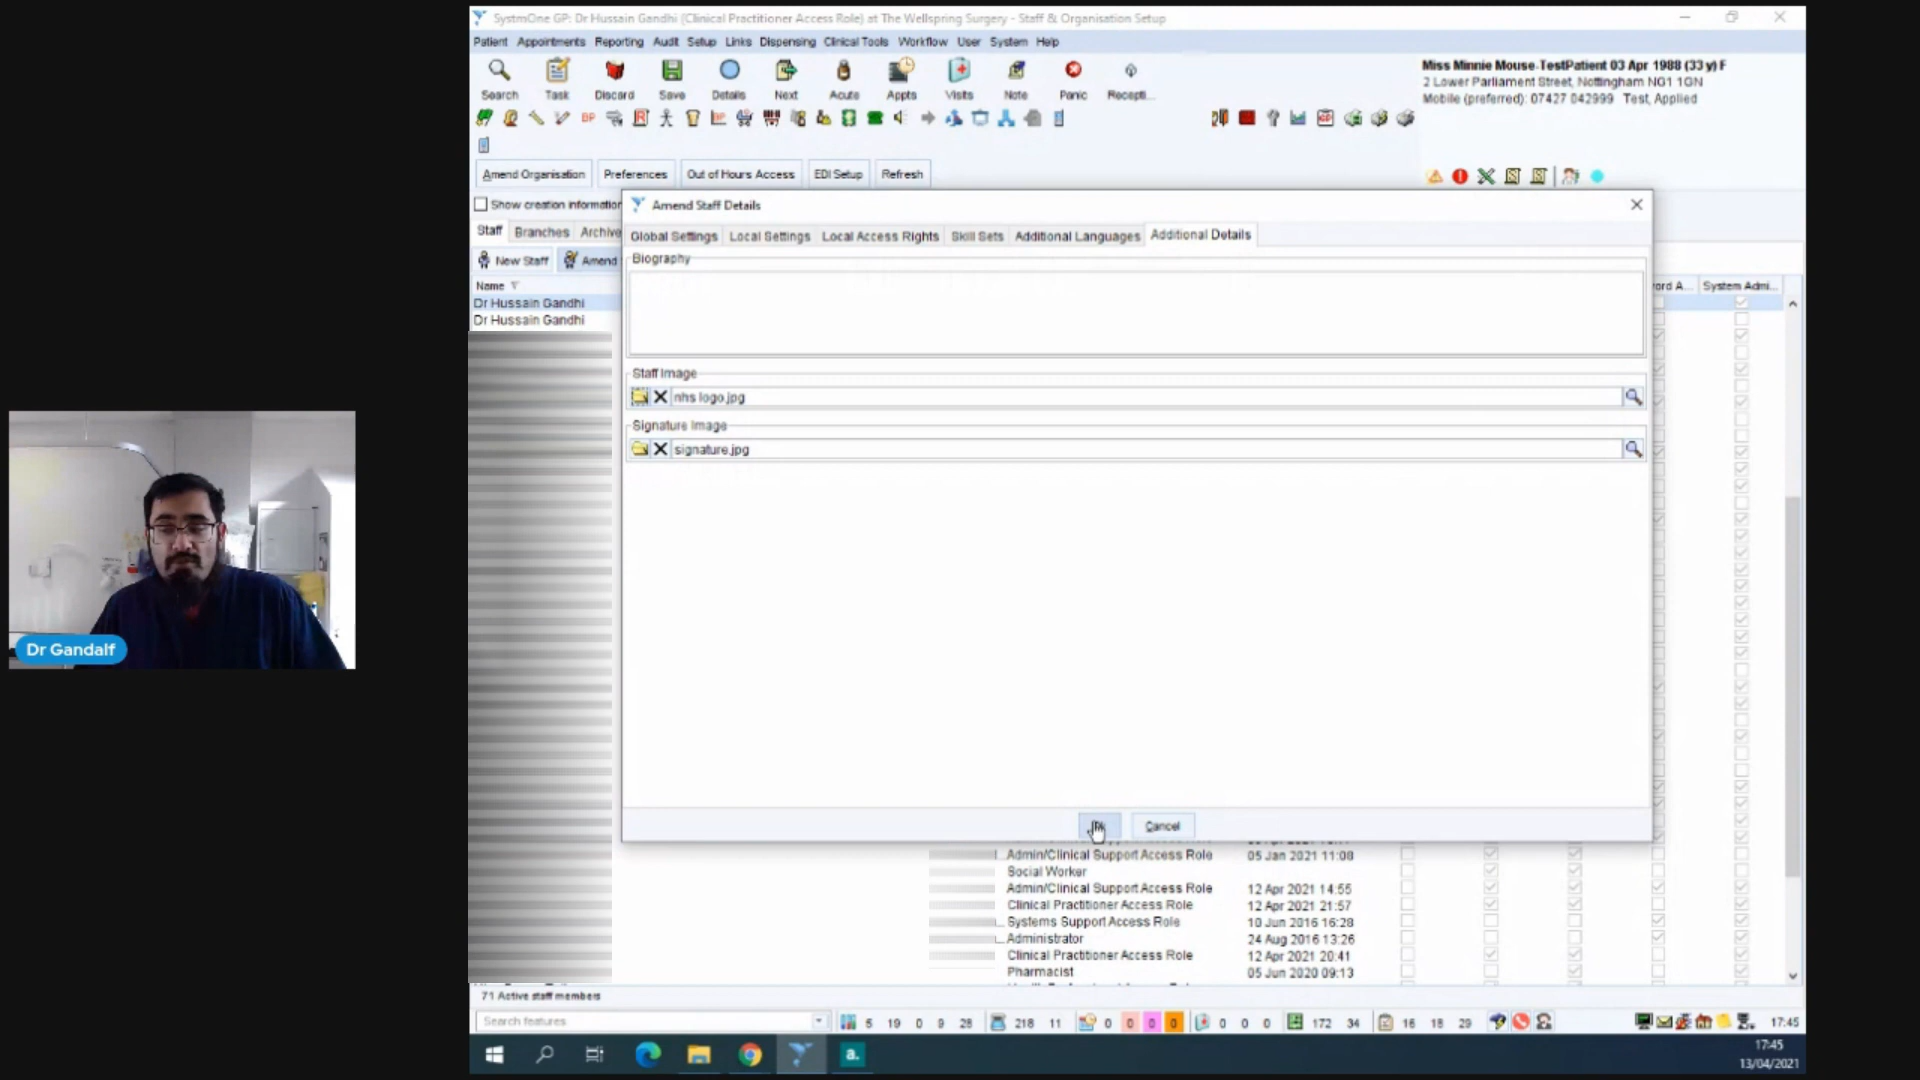 SystmOne GP: Dr Hussain Gandhi (Clinical Practitioner Access Role) at The Wellspring Surgery - Staff & Organisation Setup
Patient Appointments Reporting Audit Setup Links Dispensing Clinical Tools Workflow User System Help
Search Task Discard Save Details Next Acute Appts Visits Note Panic Recepti...
Miss Minnie Mouse-TestPatient 03 Apr 1988 (33 y) F
2 Lower Parliament Street, Nottingham NG1 1GN
Mobile (preferred): 07427 042999 Test, Applied
BP
Amend Organisation Preferences Out of Hours Access EDI Setup Refresh
Show creation information
Amend Staff Details
Staff Branches Archive
Global Settings Local Settings Local Access Rights Skill Sets Additional Languages Additional Details
New Staff Amend
Biography
Name
System Admi...
Dr Hussain Gandhi
Dr Hussain Gandhi
Staff Image
nhs logo.jpg
Signature Image
signature.jpg
Dr Gandalf
Cancel
Admin/Clinical Support Access Role 05 Jan 2021 11:08
Social Worker
Admin/Clinical Support Access Role 12 Apr 2021 14:55
Clinical Practitioner Access Role 12 Apr 2021 21:57
Systems Support Access Role 10 Jun 2016 16:28
Administrator 24 Aug 2016 13:26
Clinical Practitioner Access Role 12 Apr 2021 20:41
Pharmacist 05 Jun 2020 09:13
71 Active staff members
Search features 5 19 0 9 28 218 11 0 0 0 0 0 0 0 172 34 16 18 29 17:45
a.
17:45
13/04/2021